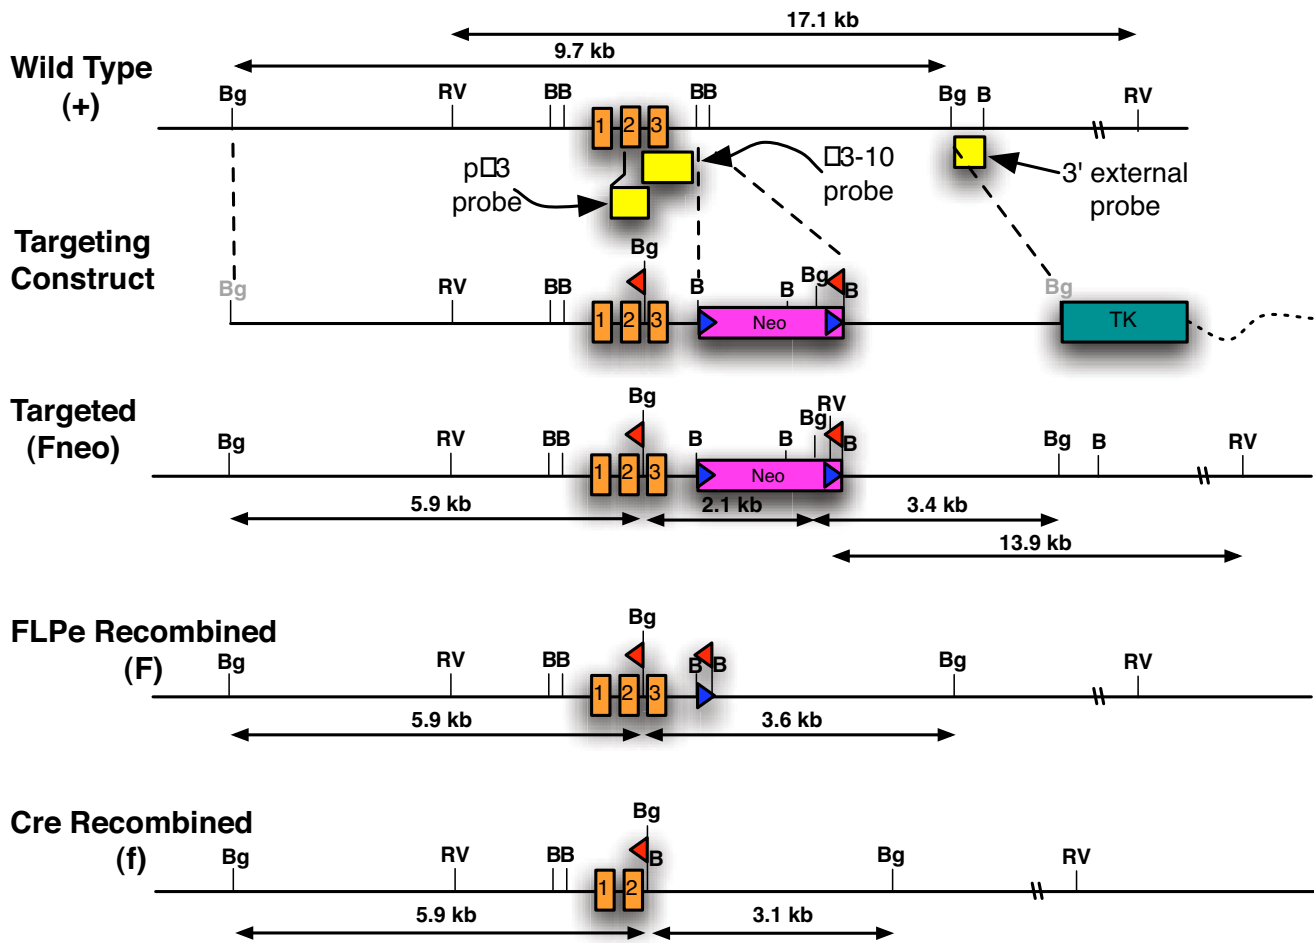 17.1 kb
9.7 kb
Wild Type
(+)
Bg RV BB BB Bg B RV
1 2 3
p□3
probe
□3-10
probe
3' external
probe
Targeting
Construct
Bg
Bg RV BB B B Bg B Bg
1 2 3 Neo TK
Targeted
(Fneo)
Bg RV
Bg RV BB B B Bg B Bg B RV
1 2 3 Neo
5.9 kb 2.1 kb 3.4 kb
13.9 kb
FLPe Recombined
(F)
Bg
Bg RV BB B B Bg RV
1 2 3
5.9 kb 3.6 kb
Cre Recombined
(f)
Bg
Bg RV BB B Bg RV
1 2
5.9 kb 3.1 kb